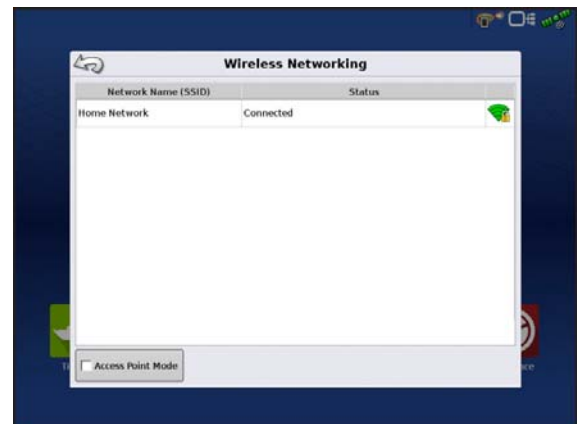 Wireless Networking
Network Name (SSID) Status
Home Network Connected
Access Point Mode